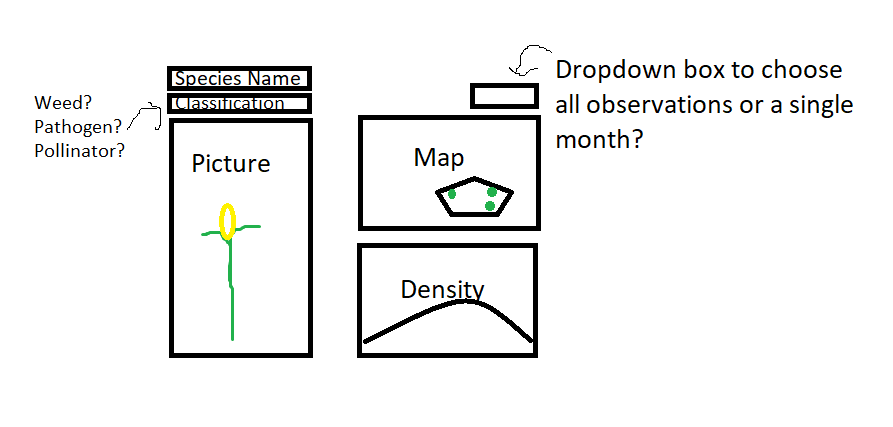 Species Name
Classification
Weed?
Pathogen?
Pollinator?
Picture
Dropdown box to choose
all observations or a single
month?
Map
Density